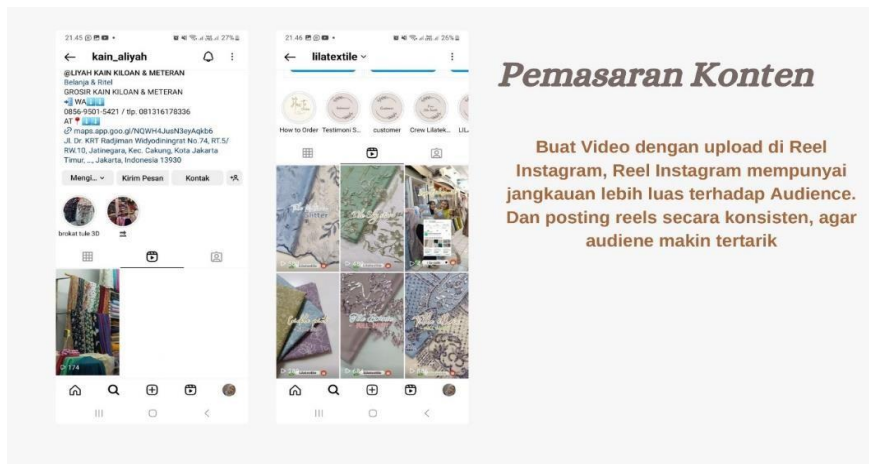 21.45
27%
kain_aliyah
@LIYAH KAIN KILOAN & METERAN
Belanja & Ritel
GROSIR KAIN KILOAN & METERAN
WA
0856-9501-5421 / tlp. 081316178336
AT
maps.app.goo.gl/NQWH4JusN3eyAqkb6
Jl. Dr. KRT Radjiman Widyodiningrat No.74, RT.5/
RW.10, Jatinegara, Kec. Cakung, Kota Jakarta
Timur, ..., Jakarta, Indonesia 13930
Mengi...
Kirim Pesan
Kontak
brokat tule 3D
174
21.46
26%
lilatextile
How to Order
Testimoni S...
customer
Crew Lilatek...
Pemasaran Konten
Buat Video dengan upload di Reel
Instagram, Reel Instagram mempunyai
jangkauan lebih luas terhadap Audience.
Dan posting reels secara konsisten, agar
audiene makin tertarik